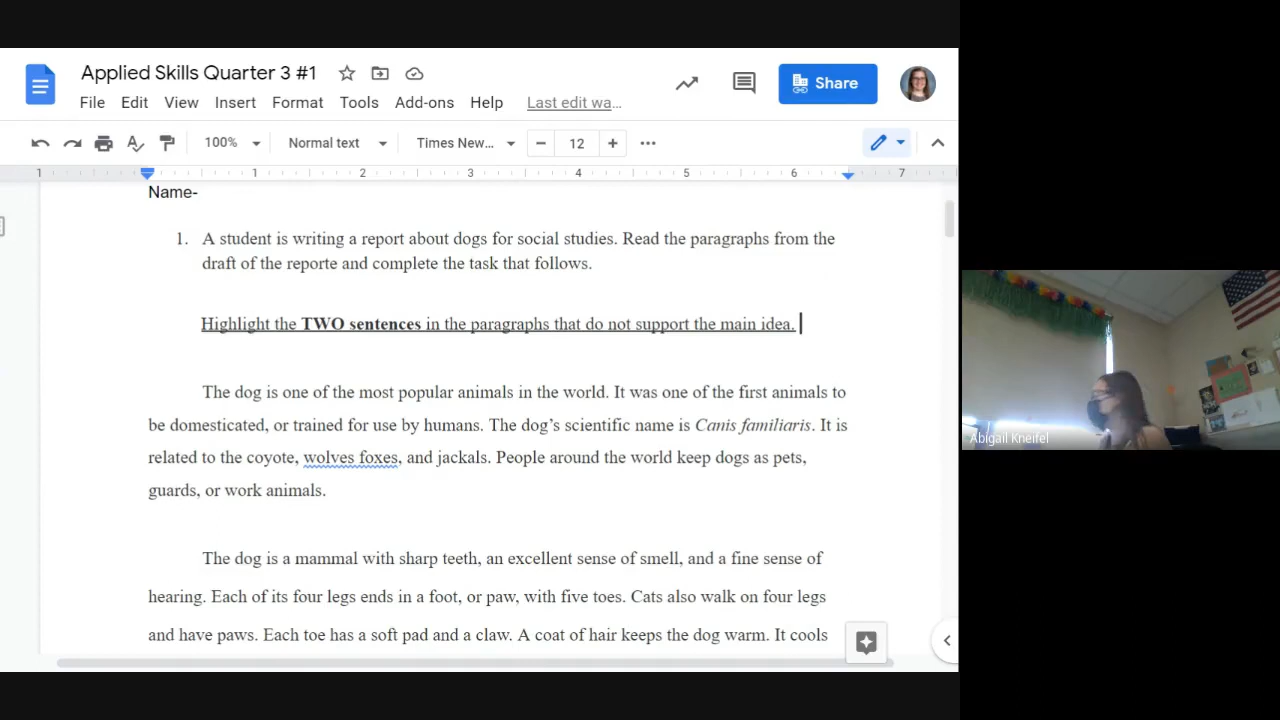 Applied Skills Quarter 3 #1
File Edit View Insert Format Tools Add-ons Help Last edit wa...
Share
100% Normal text Times New... 12
1 1 2 3 4 5 6 7
Name-
1. A student is writing a report about dogs for social studies. Read the paragraphs from the
draft of the reporte and complete the task that follows.
Highlight the TWO sentences in the paragraphs that do not support the main idea.
The dog is one of the most popular animals in the world. It was one of the first animals to
be domesticated, or trained for use by humans. The dog's scientific name is Canis familiaris. It is
related to the coyote, wolves foxes, and jackals. People around the world keep dogs as pets,
guards, or work animals.
The dog is a mammal with sharp teeth, an excellent sense of smell, and a fine sense of
hearing. Each of its four legs ends in a foot, or paw, with five toes. Cats also walk on four legs
and have paws. Each toe has a soft pad and a claw. A coat of hair keeps the dog warm. It cools
Abigail Kneifel